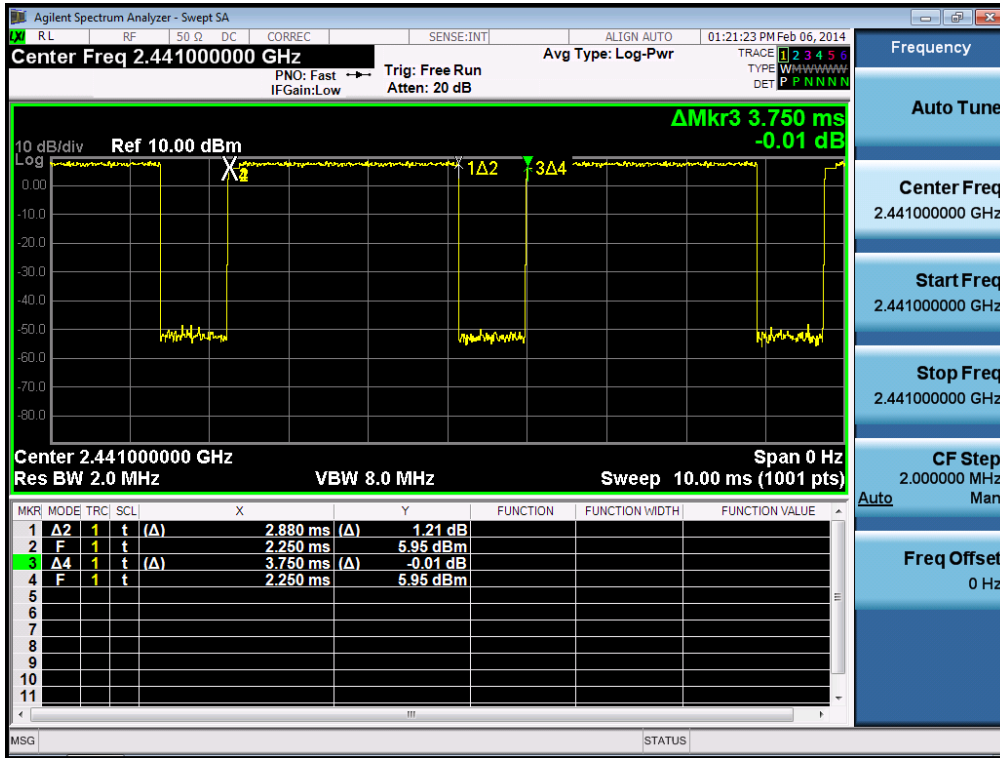 Agilent Spectrum Analyzer - Swept SA
LXI RL RF 50 Ω DC CORREC SENSE:INT ALIGN AUTO 01:21:23 PM Feb 06, 2014
Center Freq 2.441000000 GHz
PNO: Fast
IFGain:Low
Trig: Free Run
Atten: 20 dB
Avg Type: Log-Pwr
TRACE 1 2 3 4 5 6
TYPE WMWWWW
DET P P N N N N
ΔMkr3 3.750 ms
-0.01 dB
10 dB/div Ref 10.00 dBm
Log
1Δ2
3Δ4
0.00
-10.0
-20.0
-30.0
-40.0
-50.0
-60.0
-70.0
-80.0
Center 2.441000000 GHz Span 0 Hz
Res BW 2.0 MHz VBW 8.0 MHz Sweep 10.00 ms (1001 pts)
MKR MODE TRC SCL X Y FUNCTION FUNCTION WIDTH FUNCTION VALUE
1 Δ2 1 t (Δ) 2.880 ms (Δ) 1.21 dB
2 F 1 t 2.250 ms 5.95 dBm
3 Δ4 1 t (Δ) 3.750 ms (Δ) -0.01 dB
4 F 1 t 2.250 ms 5.95 dBm
5
6
7
8
9
10
11
MSG STATUS
Frequency
Auto Tune
Center Freq
2.441000000 GHz
Start Freq
2.441000000 GHz
Stop Freq
2.441000000 GHz
CF Step
2.000000 MHz
Auto Man
Freq Offset
0 Hz